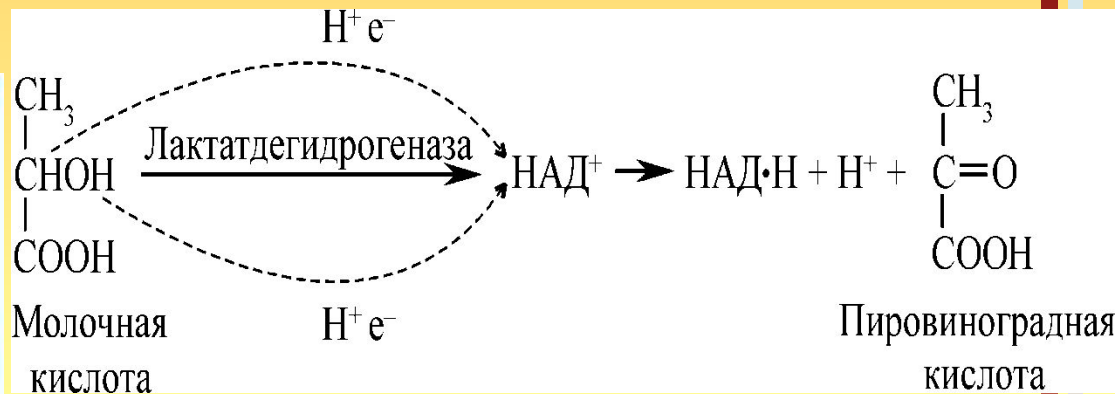 H⁺ e⁻
CH₃
CHOH
COOH
Лактатдегидрогеназа
НАД⁺ → НАД·Н + Н⁺ +
CH₃
C=O
COOH
H⁺ e⁻
Молочная
кислота
Пировиноградная
кислота